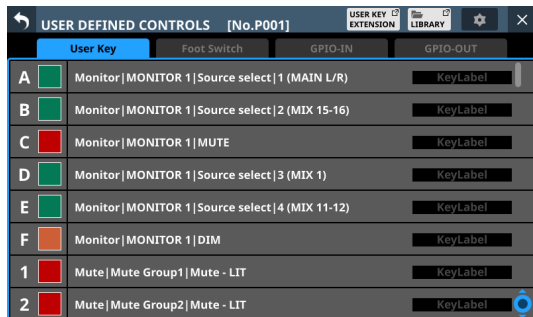 USER DEFINED CONTROLS [No.P001]
USER KEY EXTENSION
LIBRARY
User Key
Foot Switch
GPIO-IN
GPIO-OUT
A Monitor|MONITOR 1|Source select|1 (MAIN L/R) KeyLabel
B Monitor|MONITOR 1|Source select|2 (MIX 15-16) KeyLabel
C Monitor|MONITOR 1|MUTE KeyLabel
D Monitor|MONITOR 1|Source select|3 (MIX 1) KeyLabel
E Monitor|MONITOR 1|Source select|4 (MIX 11-12) KeyLabel
F Monitor|MONITOR 1|DIM KeyLabel
1 Mute|Mute Group1|Mute - LIT KeyLabel
2 Mute|Mute Group2|Mute - LIT KeyLabel